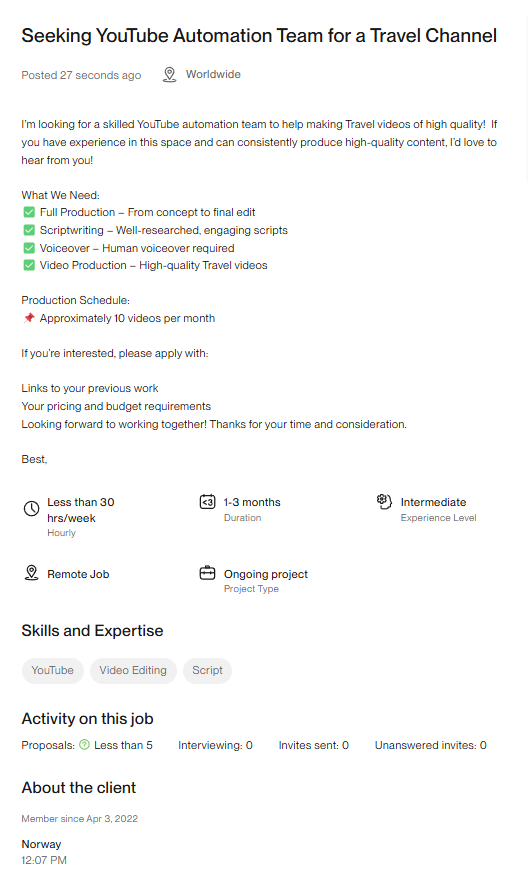 Seeking YouTube Automation Team for a Travel Channel
Posted 27 seconds ago Worldwide
I'm looking for a skilled YouTube automation team to help making Travel videos of high quality! If
you have experience in this space and can consistently produce high-quality content, I'd love to
hear from you!
What We Need:
✅ Full Production – From concept to final edit
✅ Scriptwriting – Well-researched, engaging scripts
✅ Voiceover – Human voiceover required
✅ Video Production – High-quality Travel videos
Production Schedule:
📌 Approximately 10 videos per month
If you're interested, please apply with:
Links to your previous work
Your pricing and budget requirements
Looking forward to working together! Thanks for your time and consideration.
Best,
Less than 30
hrs/week
Hourly
<3 1-3 months
Duration
Intermediate
Experience Level
Remote Job
Ongoing project
Project Type
Skills and Expertise
YouTube Video Editing Script
Activity on this job
Proposals: ? Less than 5 Interviewing: 0 Invites sent: 0 Unanswered invites: 0
About the client
Member since Apr 3, 2022
Norway
12:07 PM